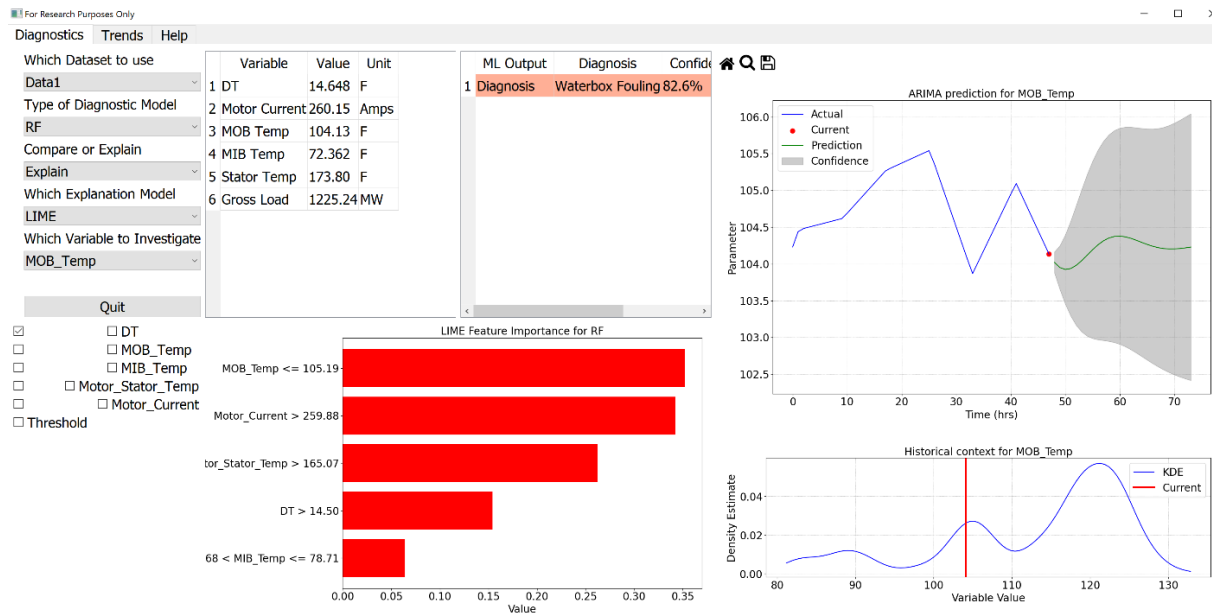 For Research Purposes Only
Diagnostics Trends Help
Which Dataset to use
Data1
Type of Diagnostic Model
RF
Compare or Explain
Explain
Which Explanation Model
LIME
Which Variable to Investigate
MOB_Temp
Quit
DT
MOB_Temp
MIB_Temp
Motor_Stator_Temp
Motor_Current
Threshold
Variable Value Unit
1 DT 14.648 F
2 Motor Current 260.15 Amps
3 MOB Temp 104.13 F
4 MIB Temp 72.362 F
5 Stator Temp 173.80 F
6 Gross Load 1225.24 MW
ML Output Diagnosis Confide
1 Diagnosis Waterbox Fouling 82.6%
LIME Feature Importance for RF
MOB_Temp <= 105.19
Motor_Current > 259.88
tor_Stator_Temp > 165.07
DT > 14.50
68 < MIB_Temp <= 78.71
0.00 0.05 0.10 0.15 0.20 0.25 0.30 0.35
Value
ARIMA prediction for MOB_Temp
Actual
Current
Prediction
Confidence
106.0
105.5
105.0
104.5
104.0
103.5
103.0
102.5
Parameter
0 10 20 30 40 50 60 70
Time (hrs)
Historical context for MOB_Temp
KDE
Current
0.04
0.02
0.00
Density Estimate
80 90 100 110 120 130
Variable Value